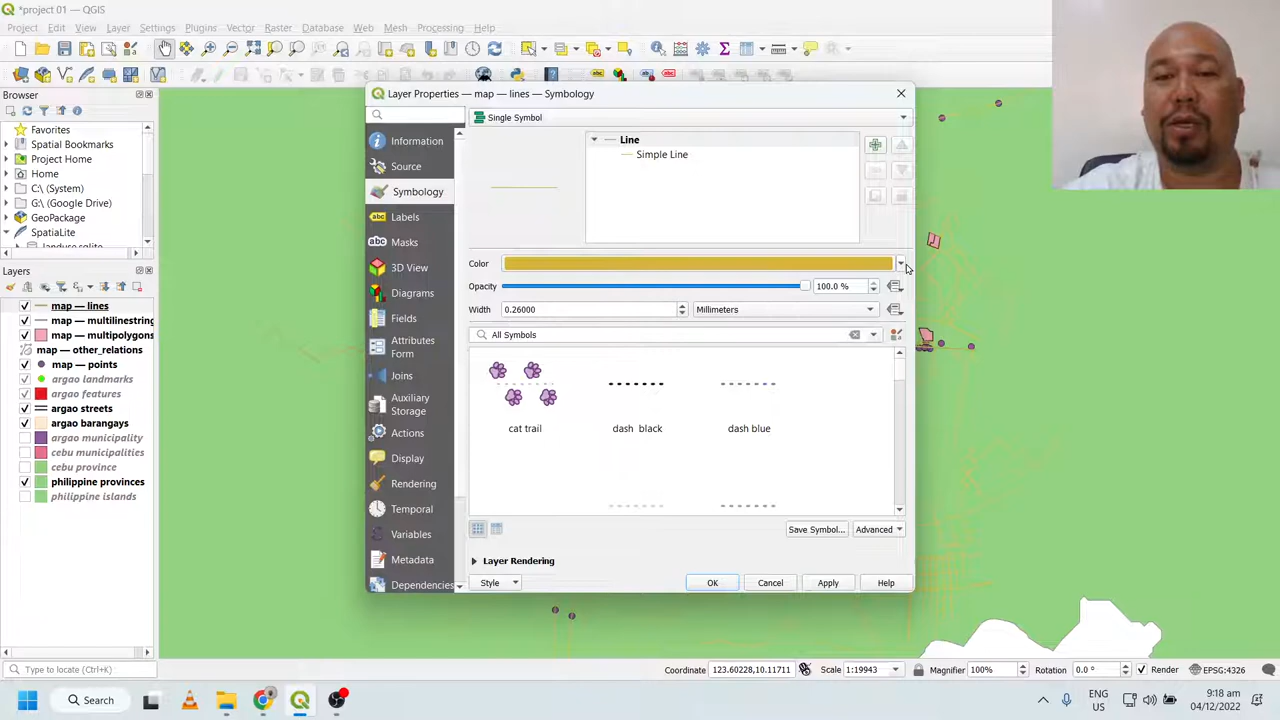 *project 01 — QGIS
Project Edit View Layer Settings Plugins Vector Raster Database Web Mesh Processing Help
Browser
Favorites
Spatial Bookmarks
Project Home
Home
C:\ (System)
G:\ (Google Drive)
GeoPackage
SpatiaLite
landuse.sqlite
Layers
map — lines
map — multilinestring
map — multipolygons
map — other_relations
map — points
argao landmarks
argao features
argao streets
argao barangays
argao municipality
cebu municipalities
cebu province
philippine provinces
philippine islands
Layer Properties — map — lines — Symbology
Information
Source
Symbology
abc Labels
abc Masks
3D View
Diagrams
Fields
Attributes
Form
Joins
Auxiliary
Storage
Actions
Display
Rendering
Temporal
Variables
Metadata
Dependencies
Single Symbol
Line
Simple Line
Color
Opacity 100.0 %
Width 0.26000 Millimeters
All Symbols
cat trail dash black dash blue
Save Symbol... Advanced
Layer Rendering
Style OK Cancel Apply Help
Type to locate (Ctrl+K) Coordinate 123.60228,10.11711 Scale 1:19943 Magnifier 100% Rotation 0.0 ° Render EPSG:4326
Search
ENG
US
9:18 am
04/12/2022